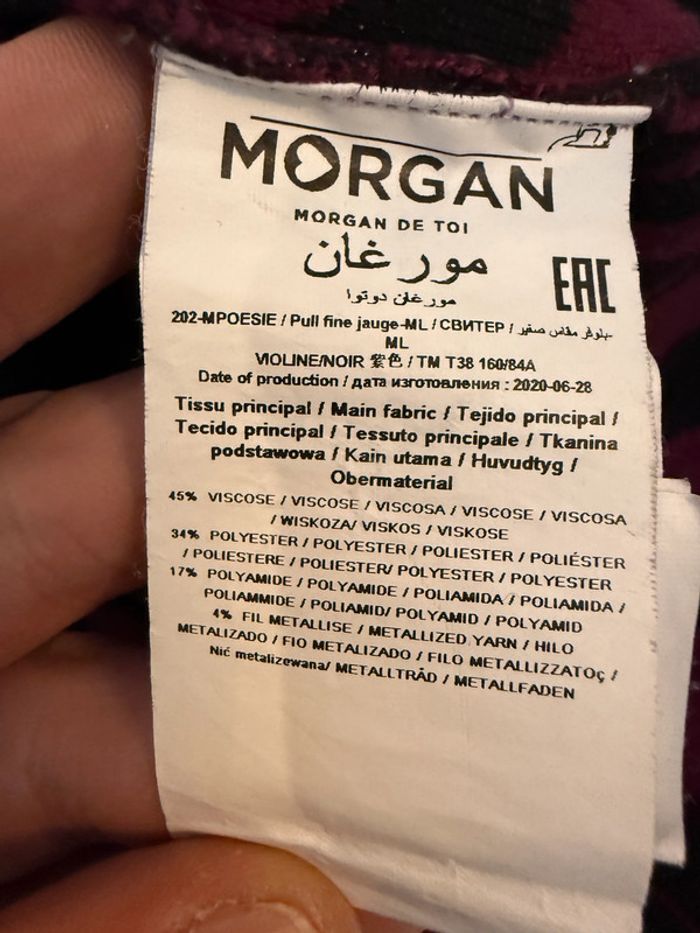 MORGAN
MORGAN DE TOI
مورغان
مورغان دوتوا
EAC
202-MPOESIE / Pull fine jauge-ML / СВИТЕР / بلوفر مقاس صغير-
ML
VIOLINE/NOIR 紫色 / TM T38 160/84A
Date of production / дата изготовления : 2020-06-28
Tissu principal / Main fabric / Tejido principal /
Tecido principal / Tessuto principale / Tkanina
podstawowa / Kain utama / Huvudtyg /
Obermaterial
45% VISCOSE / VISCOSE / VISCOSA / VISCOSE / VISCOSA
/ WISKOZA/ VISKOS / VISKOSE
34% POLYESTER / POLYESTER / POLIESTER / POLIÉSTER
/ POLIESTERE / POLIESTER/ POLYESTER / POLYESTER
17% POLYAMIDE / POLYAMIDE / POLIAMIDA / POLIAMIDA /
POLIAMMIDE / POLIAMID/ POLYAMID / POLYAMID
4% FIL METALLISE / METALLIZED YARN / HILO
METALIZADO / FIO METALIZADO / FILO METALLIZZATOç /
Nić metalizewana/ METALLTRÅD / METALLFADEN